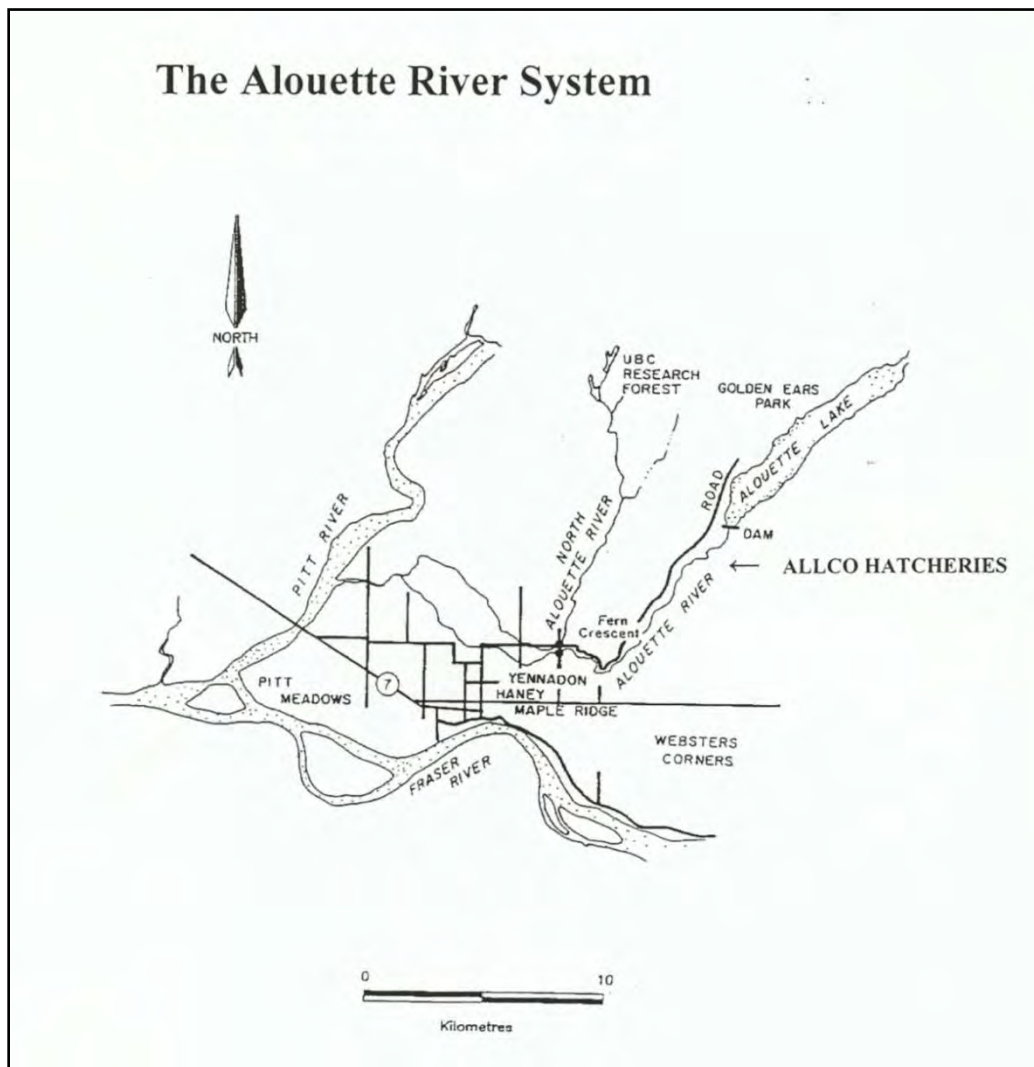 The Alouette River System
NORTH
UBC
RESEARCH
FOREST
GOLDEN EARS
PARK
ALOUETTE LAKE
ROAD
DAM
ALLCO HATCHERIES
PITT RIVER
NORTH
ALOUETTE RIVER
Fern
Crescent
ALOUETTE RIVER
PITT
MEADOWS
7
YENNADON
HANEY
MAPLE RIDGE
WEBSTERS
CORNERS
FRASER
RIVER
0 10
Kilometres